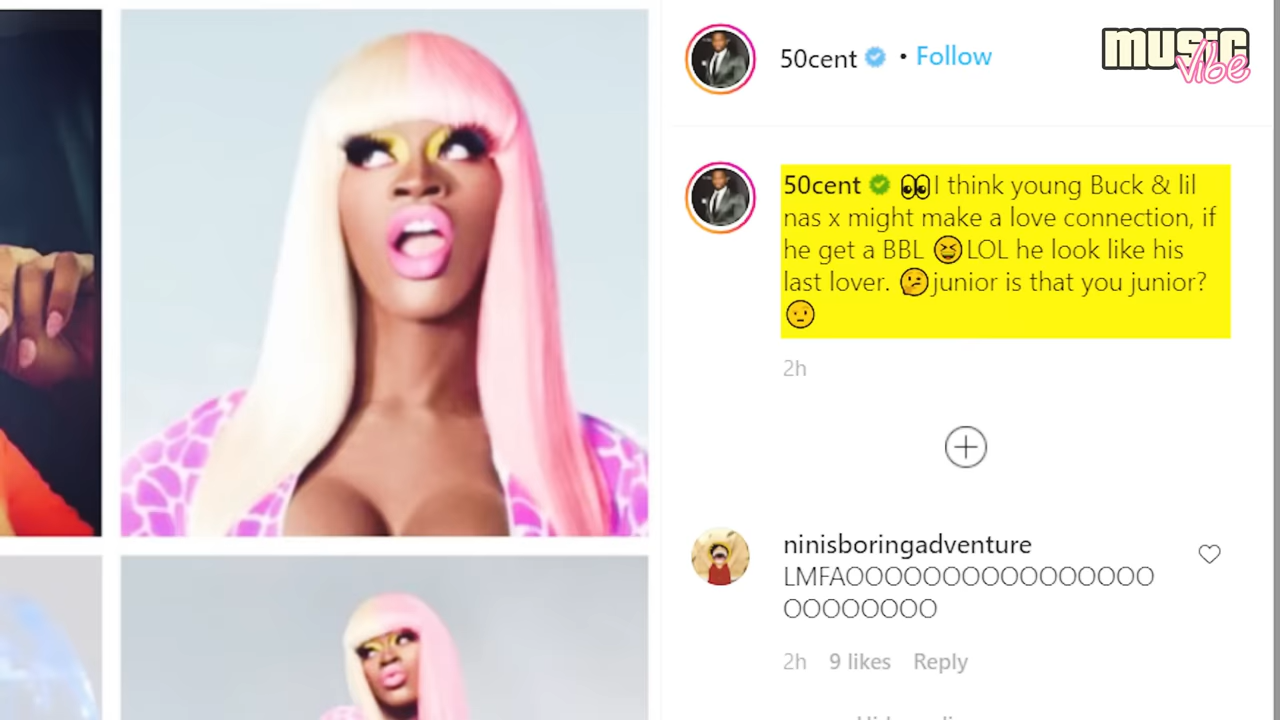 MUSIC
Vibe
50cent • Follow
50cent 👀I think young Buck & lil
nas x might make a love connection, if
he get a BBL 😆LOL he look like his
last lover. 🤔junior is that you junior?
😐
2h
ninisboringadventure
LMFAOOOOOOOOOOOOOOOO
OOOOOOOO
2h 9 likes Reply